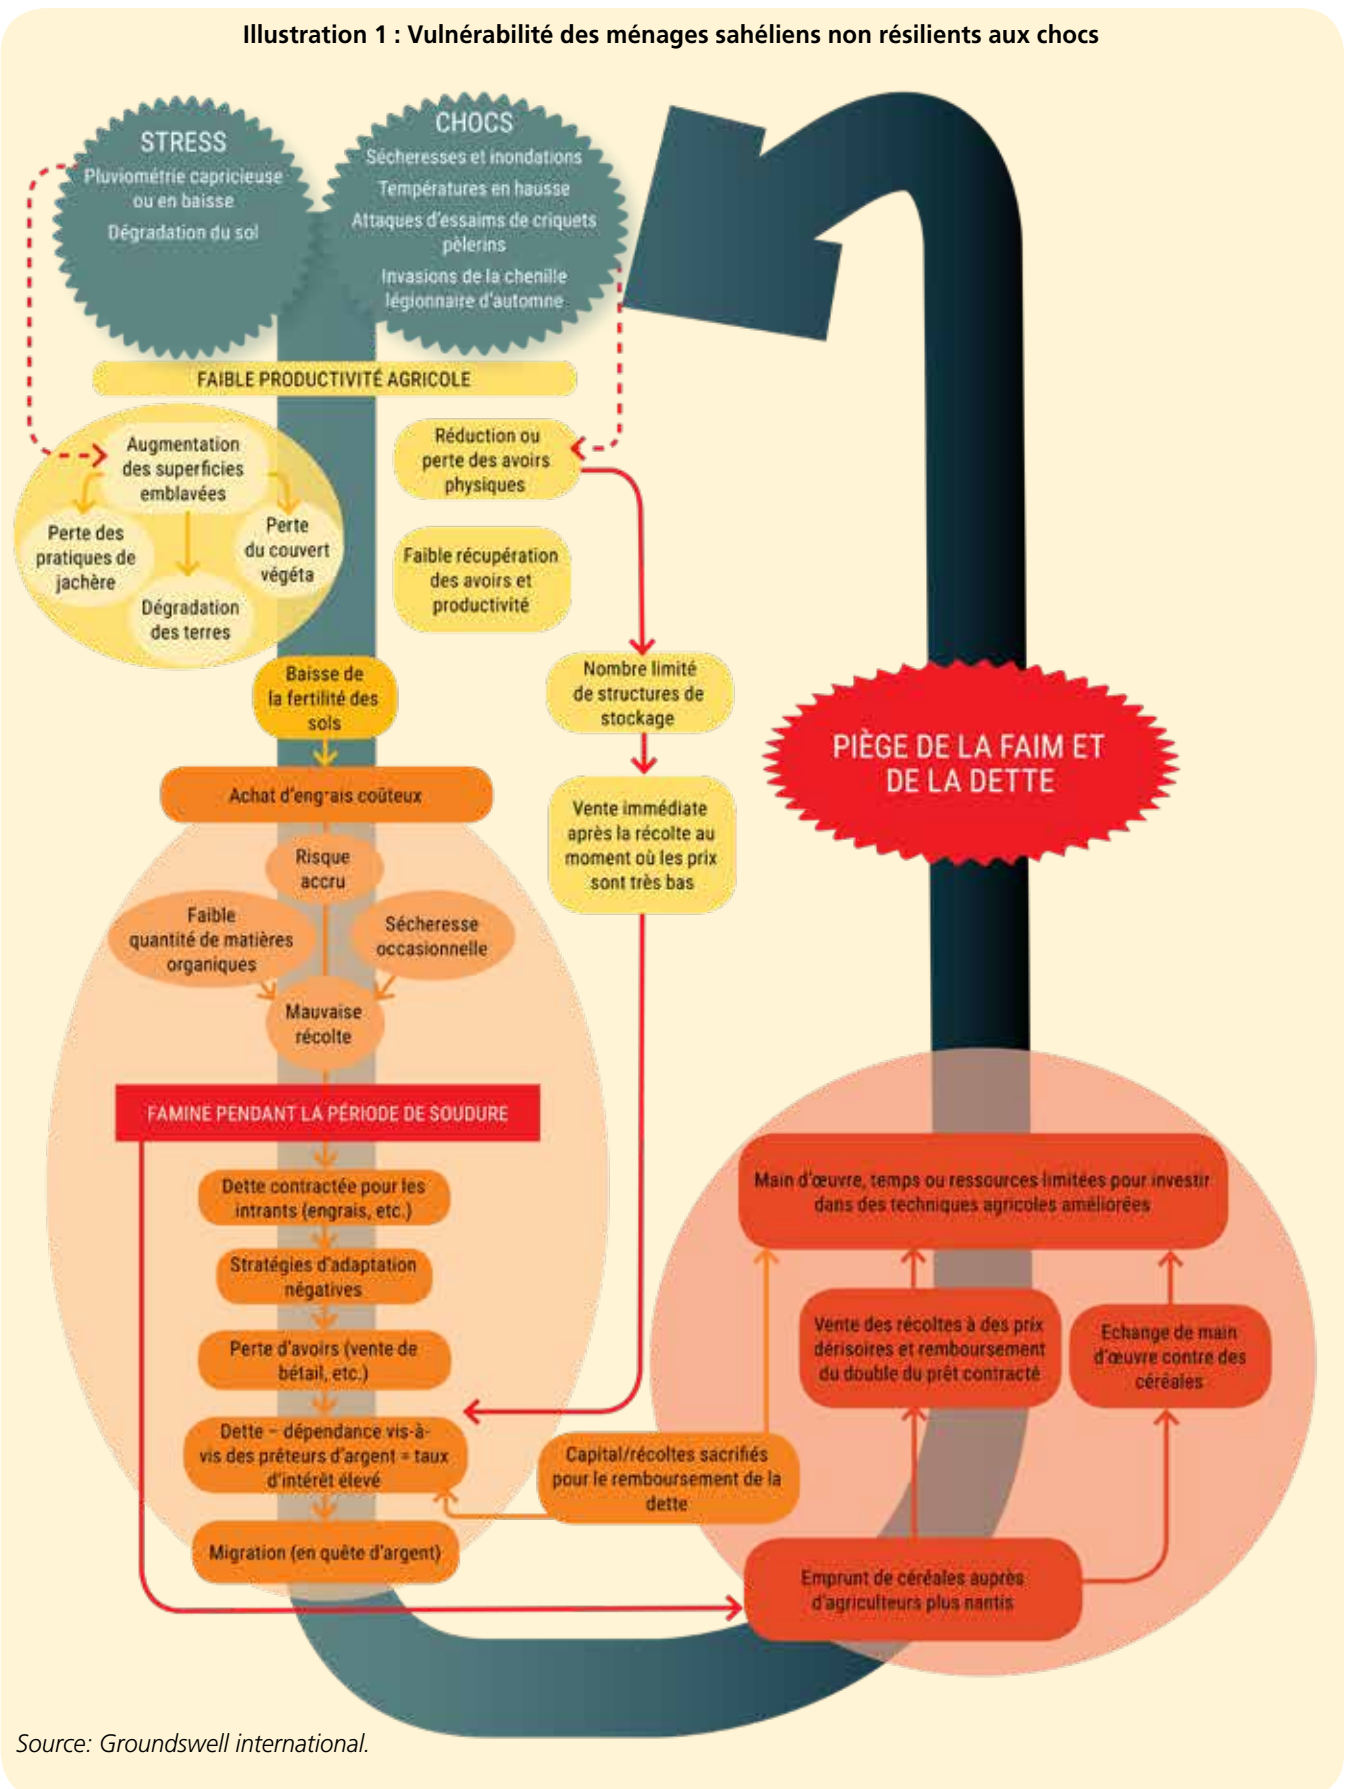 Illustration 1 : Vulnérabilité des ménages sahéliens non résilients aux chocs
STRESS
Pluviométrie capricieuse
ou en baisse
Dégradation du sol
CHOCS
Sécheresses et inondations
Températures en hausse
Attaques d'essaims de criquets
pèlerins
Invasions de la chenille
légionnaire d'automne
FAIBLE PRODUCTIVITÉ AGRICOLE
Augmentation
des superficies
emblavées
Perte des
pratiques de
jachère
Dégradation
des terres
Perte
du couvert
végéta
Réduction ou
perte des avoirs
physiques
Faible récupération
des avoirs et
productivité
Baisse de
la fertilité des
sols
Nombre limité
de structures de
stockage
Achat d'engrais coûteux
Vente immédiate
après la récolte au
moment où les prix
sont très bas
PIÈGE DE LA FAIM ET
DE LA DETTE
Risque
accru
Faible
quantité de matières
organiques
Sécheresse
occasionnelle
Mauvaise
récolte
FAMINE PENDANT LA PÉRIODE DE SOUDURE
Dette contractée pour les
intrants (engrais, etc.)
Stratégies d'adaptation
négatives
Perte d'avoirs (vente de
bétail, etc.)
Dette – dépendance vis-à-
vis des prêteurs d'argent = taux
d'intérêt élevé
Migration (en quête d'argent)
Capital/récoltes sacrifiés
pour le remboursement de la
dette
Main d'œuvre, temps ou ressources limitées pour investir
dans des techniques agricoles améliorées
Vente des récoltes à des prix
dérisoires et remboursement
du double du prêt contracté
Echange de main
d'œuvre contre des
céréales
Emprunt de céréales auprès
d'agriculteurs plus nantis
Source: Groundswell international.